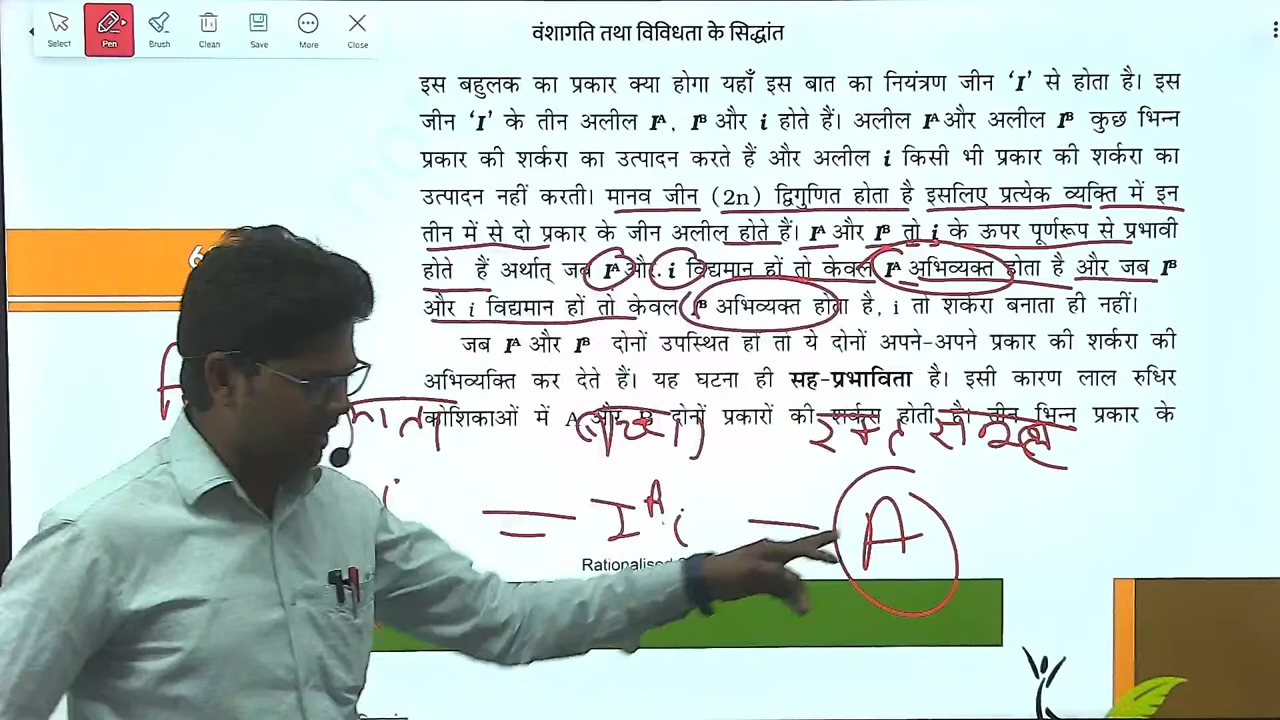 Select Pen Brush Clean Save More Close
वंशागति तथा विविधता के सिद्धांत
इस बहुलक का प्रकार क्या होगा यहाँ इस बात का नियंत्रण जीन ‘I’ से होता है। इस
जीन ‘I’ के तीन अलील Iᴬ, Iᴮ और i होते हैं। अलील Iᴬ और अलील Iᴮ कुछ भिन्न
प्रकार की शर्करा का उत्पादन करते हैं और अलील i किसी भी प्रकार की शर्करा का
उत्पादन नहीं करती। मानव जीन (2n) द्विगुणित होता है इसलिए प्रत्येक व्यक्ति में इन
तीन में से दो प्रकार के जीन अलील होते हैं। Iᴬ और Iᴮ तो i के ऊपर पूर्णरूप से प्रभावी
होते हैं अर्थात् जब Iᴬ और i विद्यमान हों तो केवल Iᴬ अभिव्यक्त होता है और जब Iᴮ
और i विद्यमान हों तो केवल Iᴮ अभिव्यक्त होता है, i तो शर्करा बनाता ही नहीं।
जब Iᴬ और Iᴮ दोनों उपस्थित हों तो ये दोनों अपने-अपने प्रकार की शर्करा की
अभिव्यक्ति कर देते हैं। यह घटना ही सह-प्रभाविता है। इसी कारण लाल रुधिर
कोशिकाओं में A और B दोनों प्रकारों की शर्करा होती है। तीन भिन्न प्रकार के
रक्त समूह
i = Iᴬi – A
Rationalised